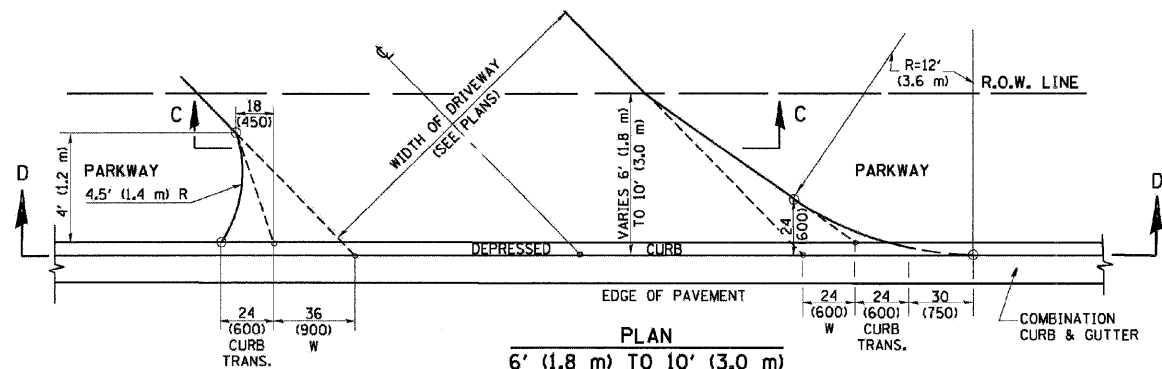 ℄
R=12'
(3.6 m)
R.O.W. LINE
C
18
(450)
WIDTH OF DRIVEWAY
(SEE PLANS)
C
VARIES 6' (1.8 m)
TO 10' (3.0 m)
D
4' (1.2 m)
PARKWAY
4.5' (1.4 m) R
PARKWAY
D
24
(600)
DEPRESSED
CURB
EDGE OF PAVEMENT
24
(600)
CURB
TRANS.
36
(900)
W
24
(600)
W
24
(600)
CURB
TRANS.
30
(750)
COMBINATION
CURB & GUTTER
PLAN
6' (1.8 m) TO 10' (3.0 m)